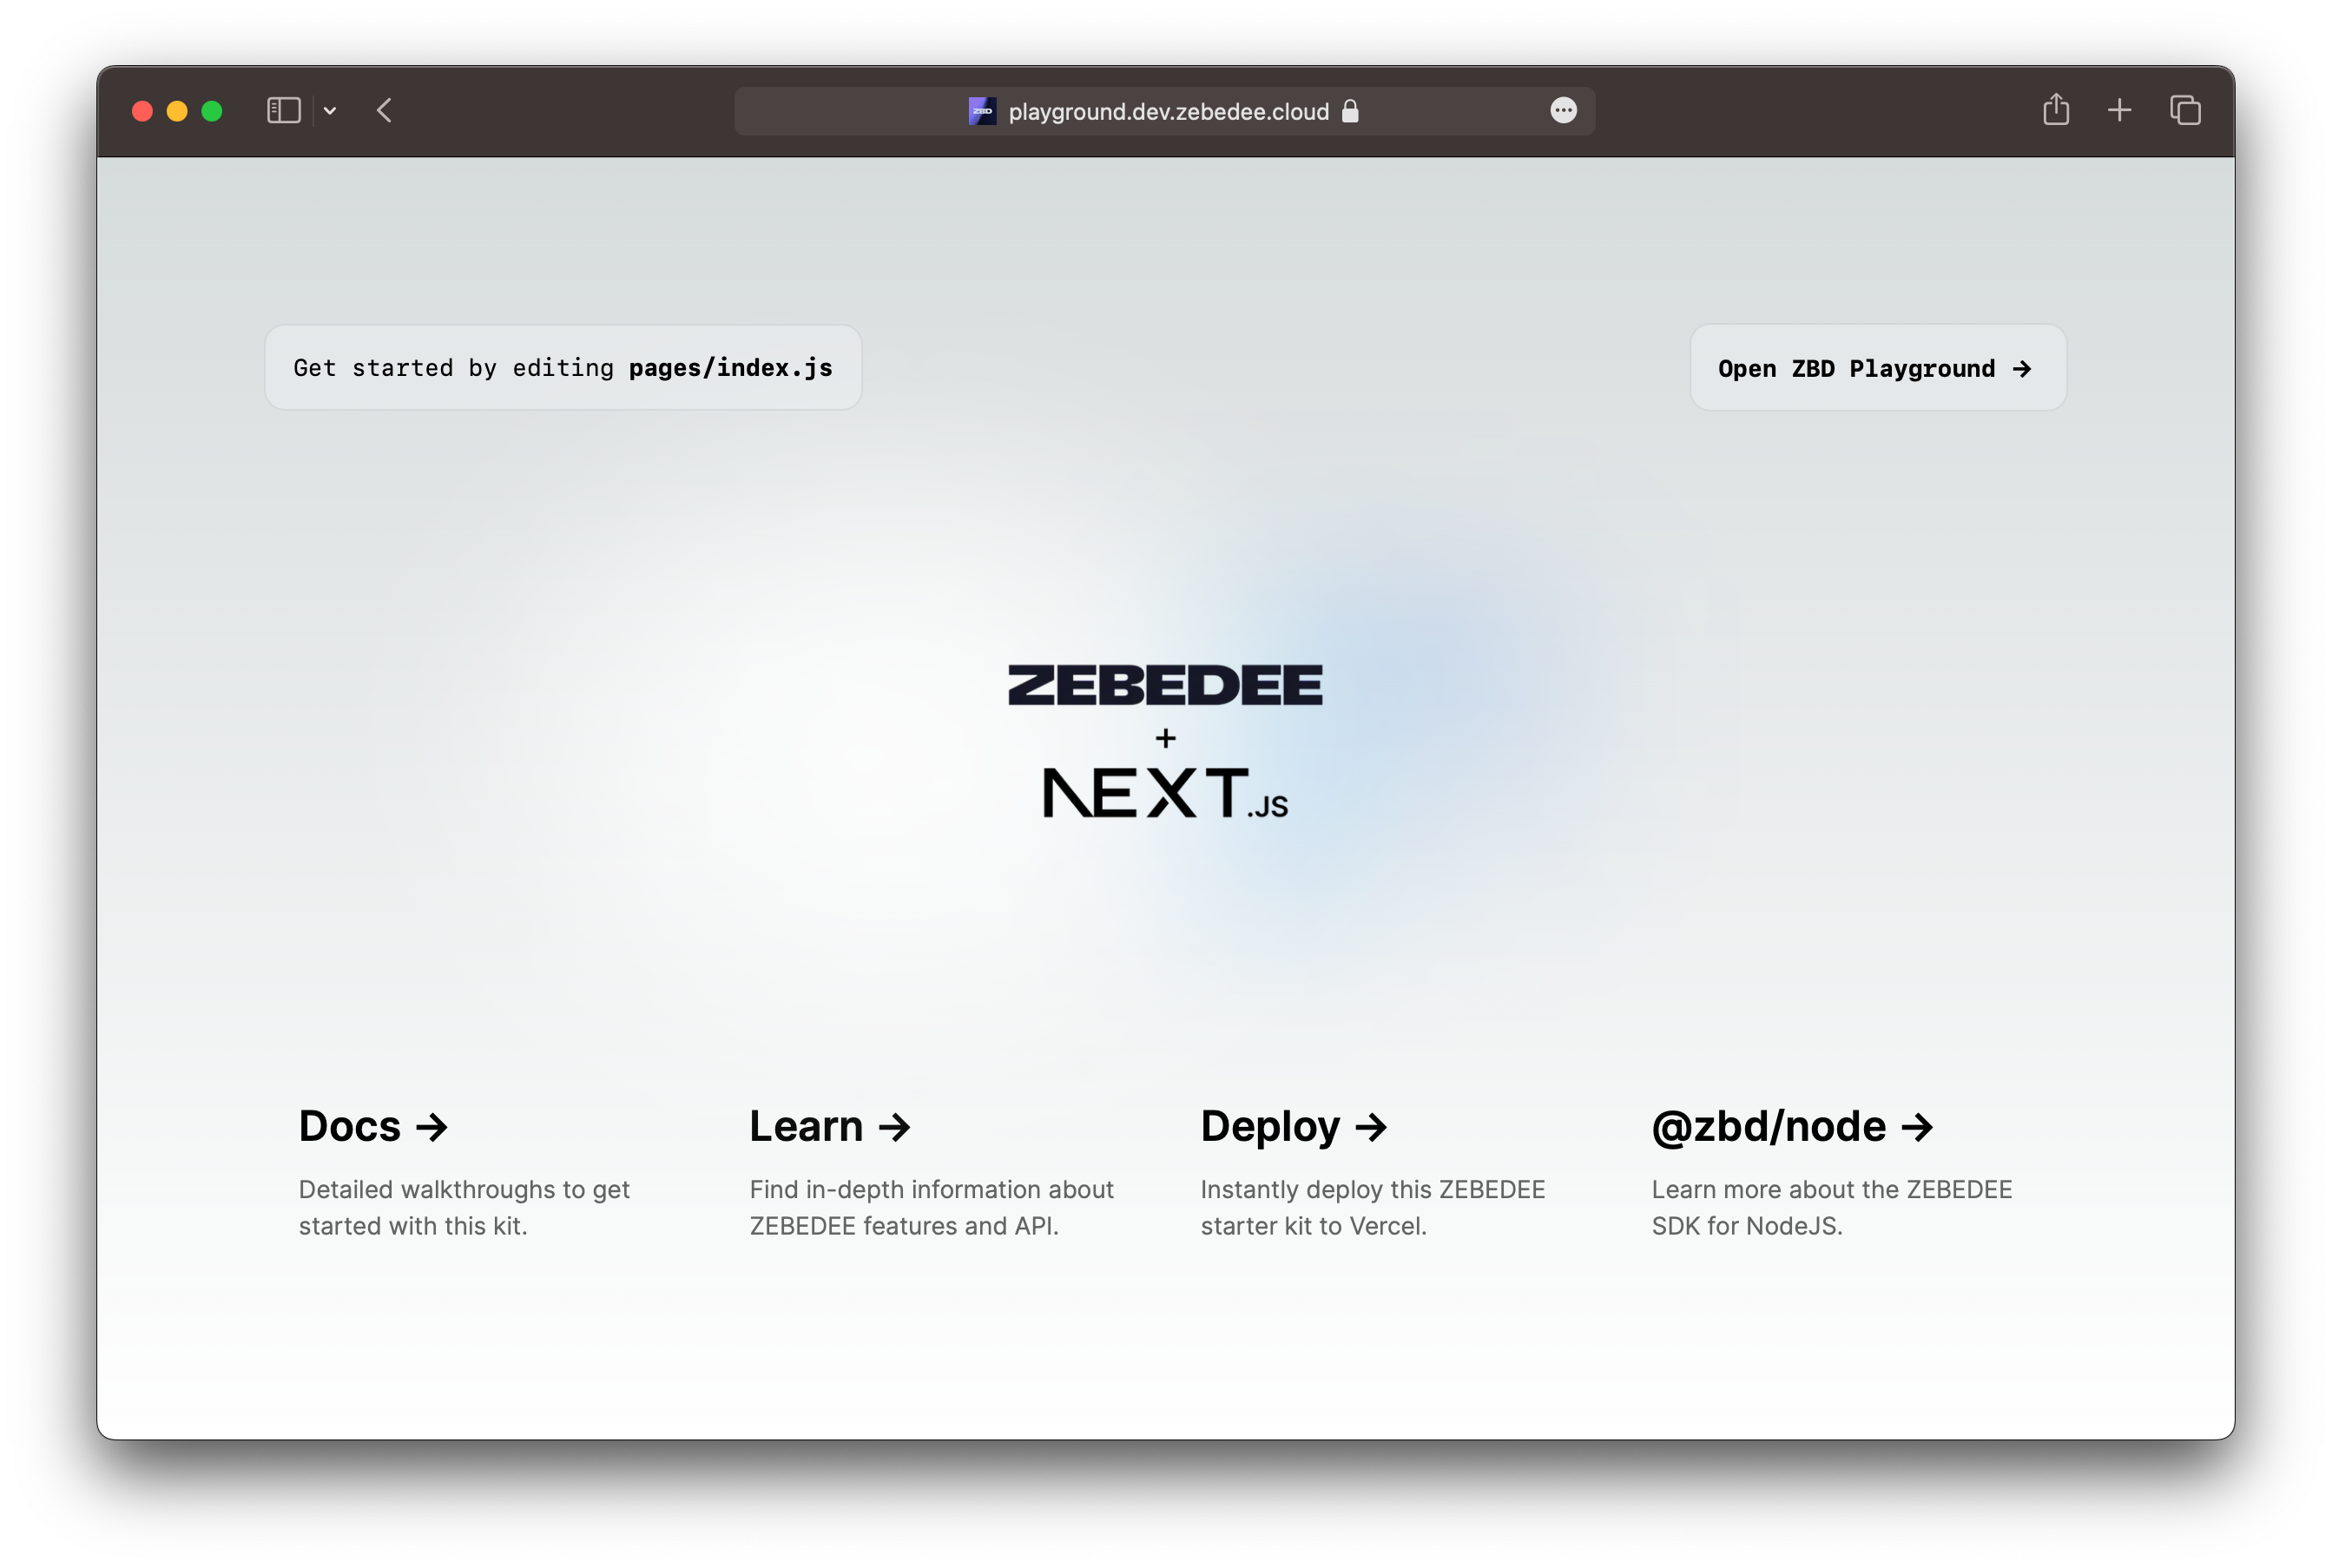 ZBD playground.dev.zebedee.cloud
Get started by editing pages/index.js
Open ZBD Playground →
ZEBEDEE
+
NEXT.JS
Docs →
Detailed walkthroughs to get
started with this kit.
Learn →
Find in-depth information about
ZEBEDEE features and API.
Deploy →
Instantly deploy this ZEBEDEE
starter kit to Vercel.
@zbd/node →
Learn more about the ZEBEDEE
SDK for NodeJS.